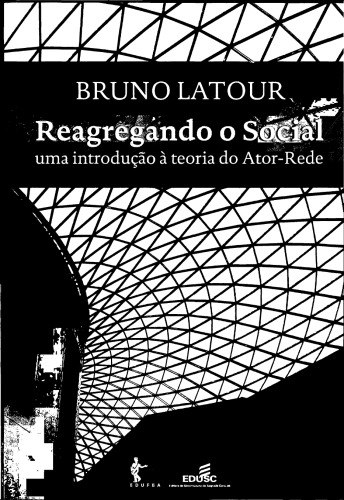 BRUNO LATOUR
Reagregando o Social
uma introdução à teoria do Ator-Rede
EDUFBA
EDUSC